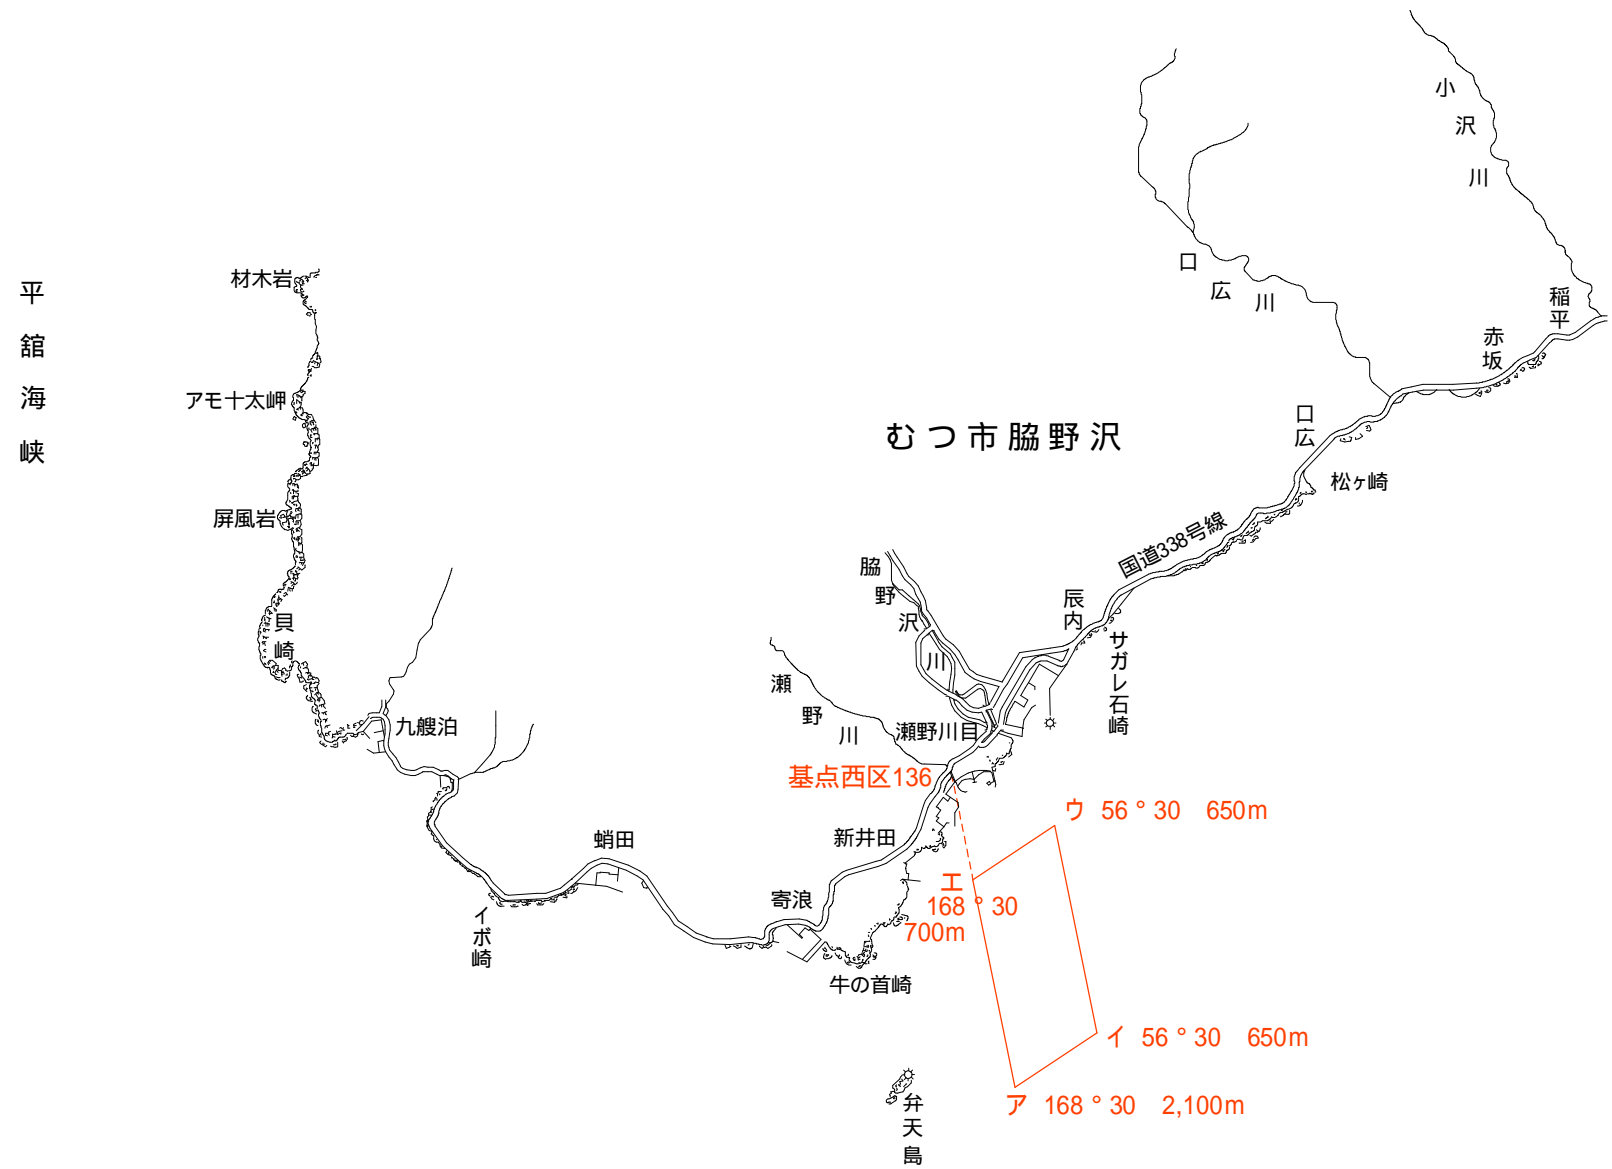 小沢川
口広川
稲平
赤坂
材木岩
平舘海峡
アモ十太岬
口広
むつ市脇野沢
松ヶ崎
屏風岩
国道338号線
脇野沢川
辰内
貝崎
サガレ石崎
瀬野川
九艘泊
瀬野川目
基点西区136
ウ 56°30 650m
新井田
蛸田
エ
168°30
700m
寄浪
イボ崎
牛の首崎
イ 56°30 650m
ア 168°30 2,100m
弁天島